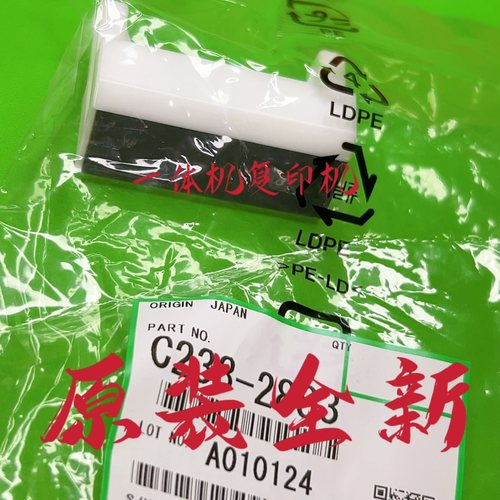 4
LDPE
一体机复印机
LDPE
>PE-LD<
ORIGIN JAPAN
PART NO.
QTY
原装全新
LOT NO.
A010124